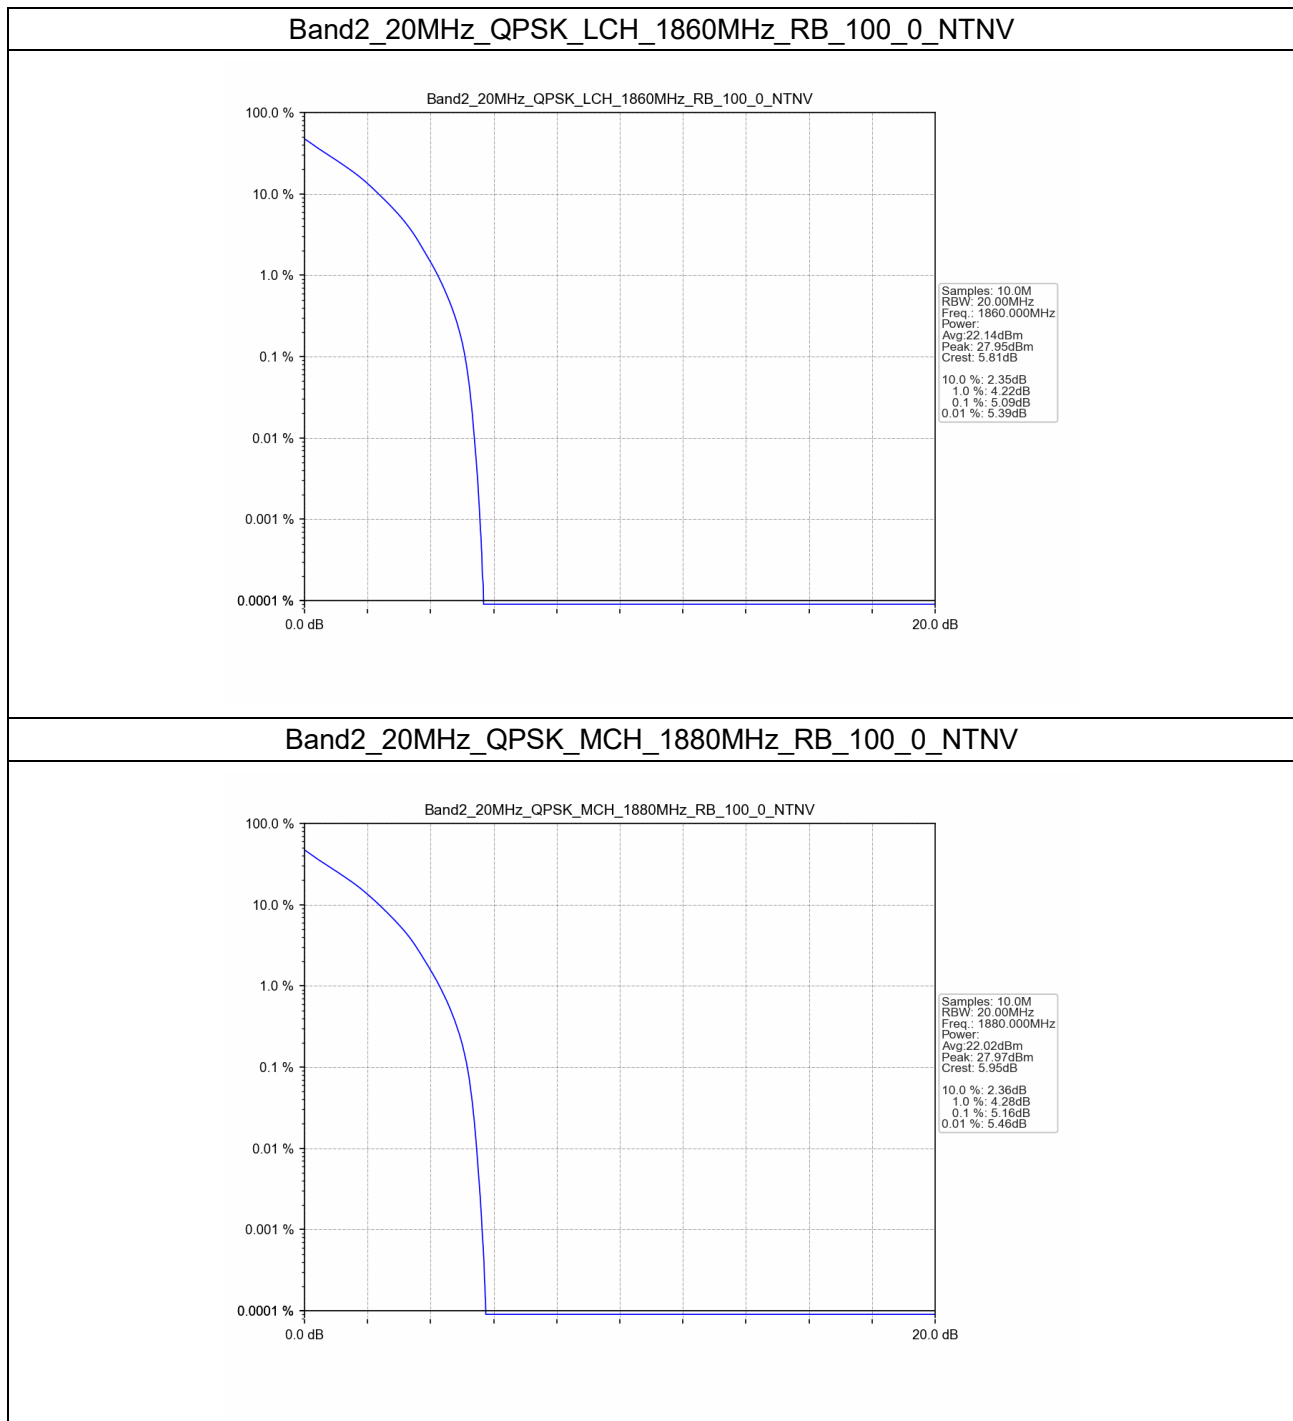 Band2_20MHz_QPSK_LCH_1860MHz_RB_100_0_NTNV
Band2_20MHz_QPSK_LCH_1860MHz_RB_100_0_NTNV
100.0 %
10.0 %
1.0 %
0.1 %
0.01 %
0.001 %
0.0001 %
0.0 dB
20.0 dB
Samples: 10.0M
RBW: 20.00MHz
Freq.: 1860.000MHz
Power:
Avg:22.14dBm
Peak: 27.95dBm
Crest: 5.81dB
10.0 %: 2.35dB
1.0 %: 4.22dB
0.1 %: 5.09dB
0.01 %: 5.39dB
Band2_20MHz_QPSK_MCH_1880MHz_RB_100_0_NTNV
Band2_20MHz_QPSK_MCH_1880MHz_RB_100_0_NTNV
100.0 %
10.0 %
1.0 %
0.1 %
0.01 %
0.001 %
0.0001 %
0.0 dB
20.0 dB
Samples: 10.0M
RBW: 20.00MHz
Freq.: 1880.000MHz
Power:
Avg:22.02dBm
Peak: 27.97dBm
Crest: 5.95dB
10.0 %: 2.36dB
1.0 %: 4.28dB
0.1 %: 5.16dB
0.01 %: 5.46dB